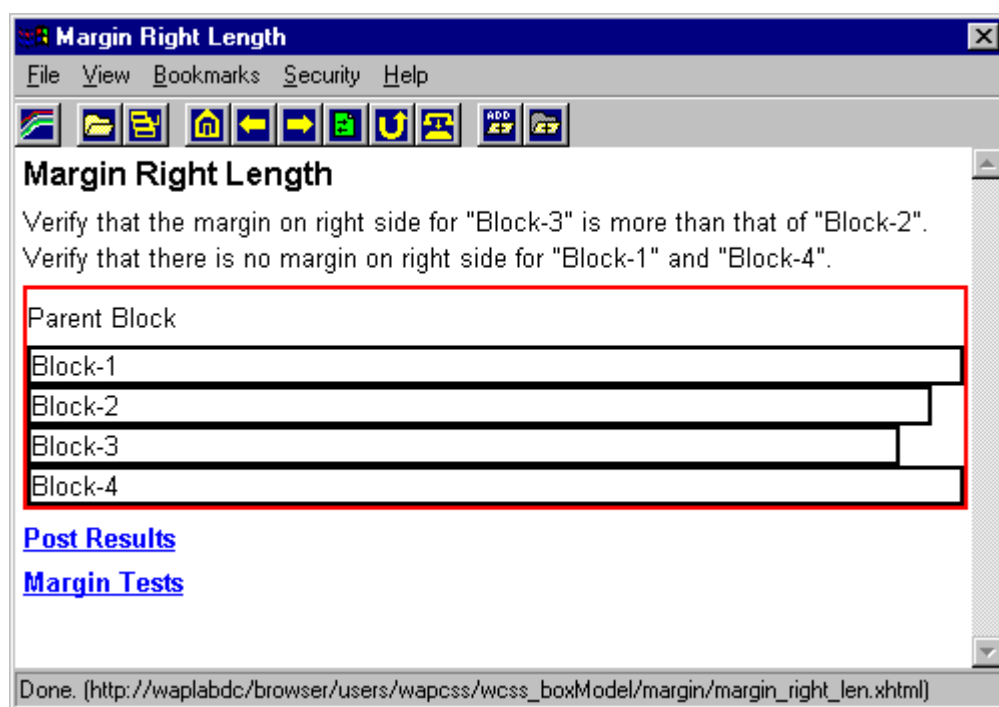 Margin Right Length
File View Bookmarks Security Help
ADD
Margin Right Length
Verify that the margin on right side for "Block-3" is more than that of "Block-2".
Verify that there is no margin on right side for "Block-1" and "Block-4".
Parent Block
Block-1
Block-2
Block-3
Block-4
Post Results
Margin Tests
Done. (http://waplabdc/browser/users/wapcss/wcss_boxModel/margin/margin_right_len.xhtml)